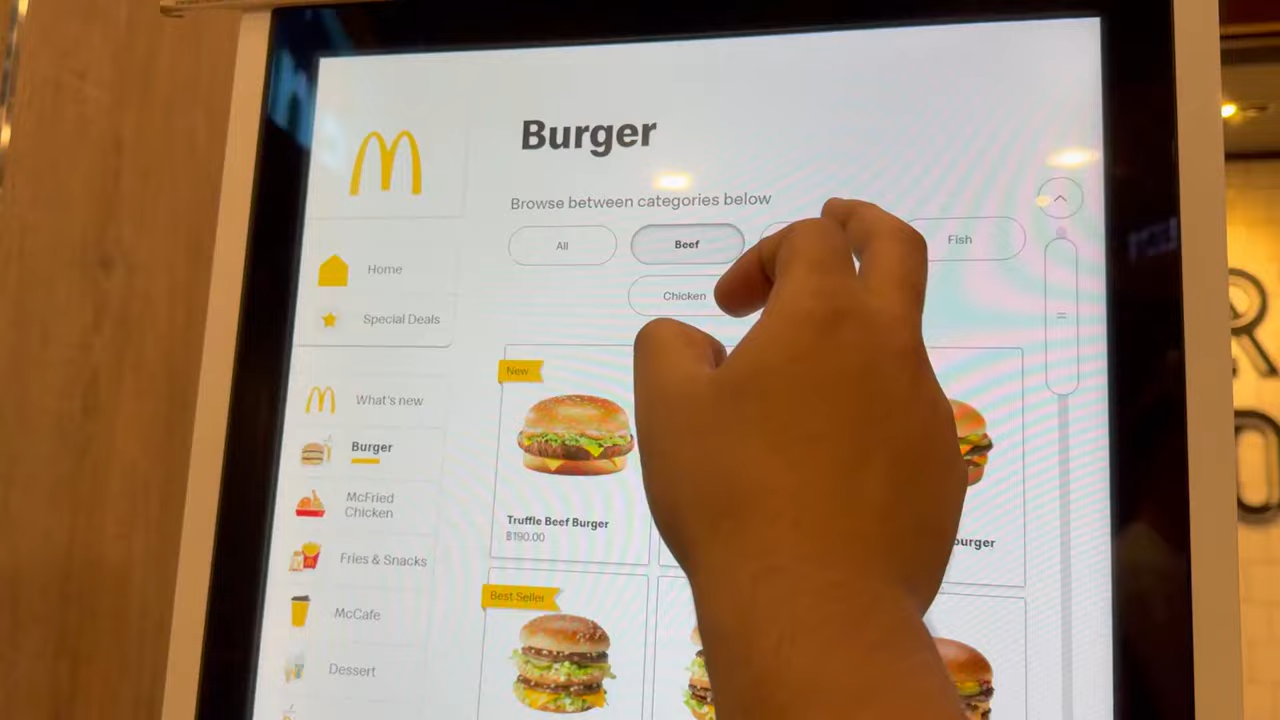 Burger
Browse between categories below
All
Beef
Fish
Chicken
Home
Special Deals
What's new
Burger
McFried
Chicken
Fries & Snacks
McCafe
Dessert
New
Truffle Beef Burger
฿190.00
burger
Best Seller
R
O